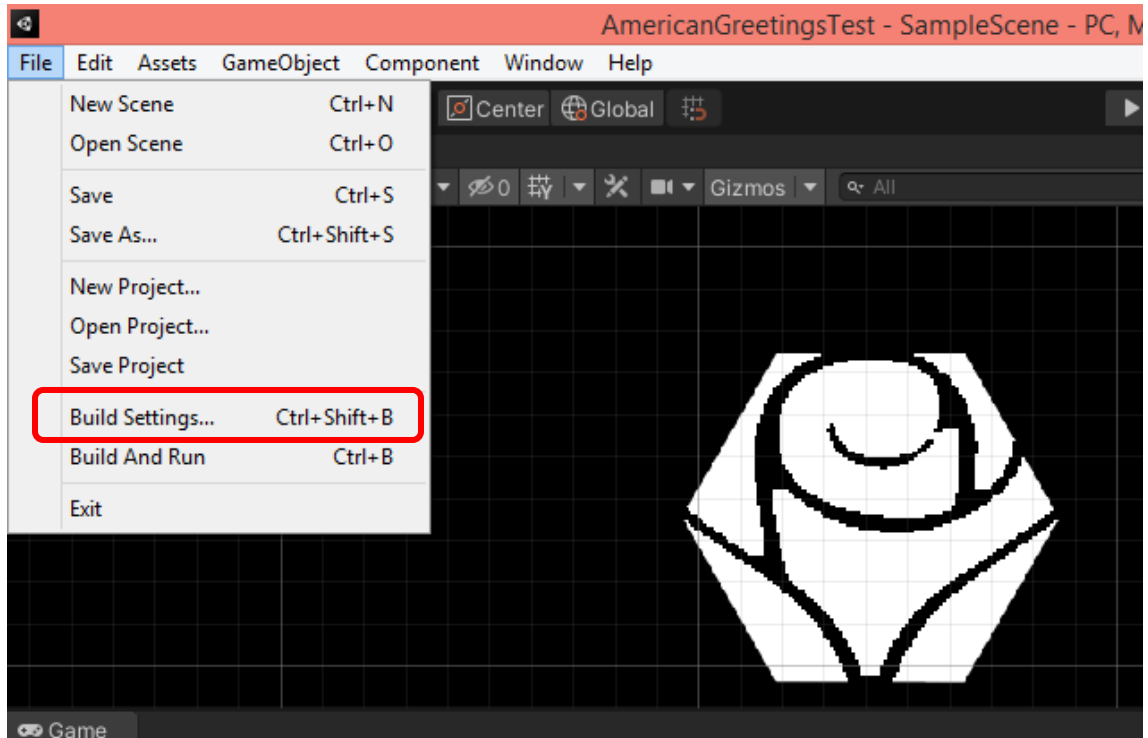 AmericanGreetingsTest - SampleScene - PC, M
File Edit Assets GameObject Component Window Help
New Scene Ctrl+N
Center Global
Open Scene Ctrl+O
0 Gizmos All
Save Ctrl+S
Save As... Ctrl+Shift+S
New Project...
Open Project...
Save Project
Build Settings... Ctrl+Shift+B
Build And Run Ctrl+B
Exit
Game